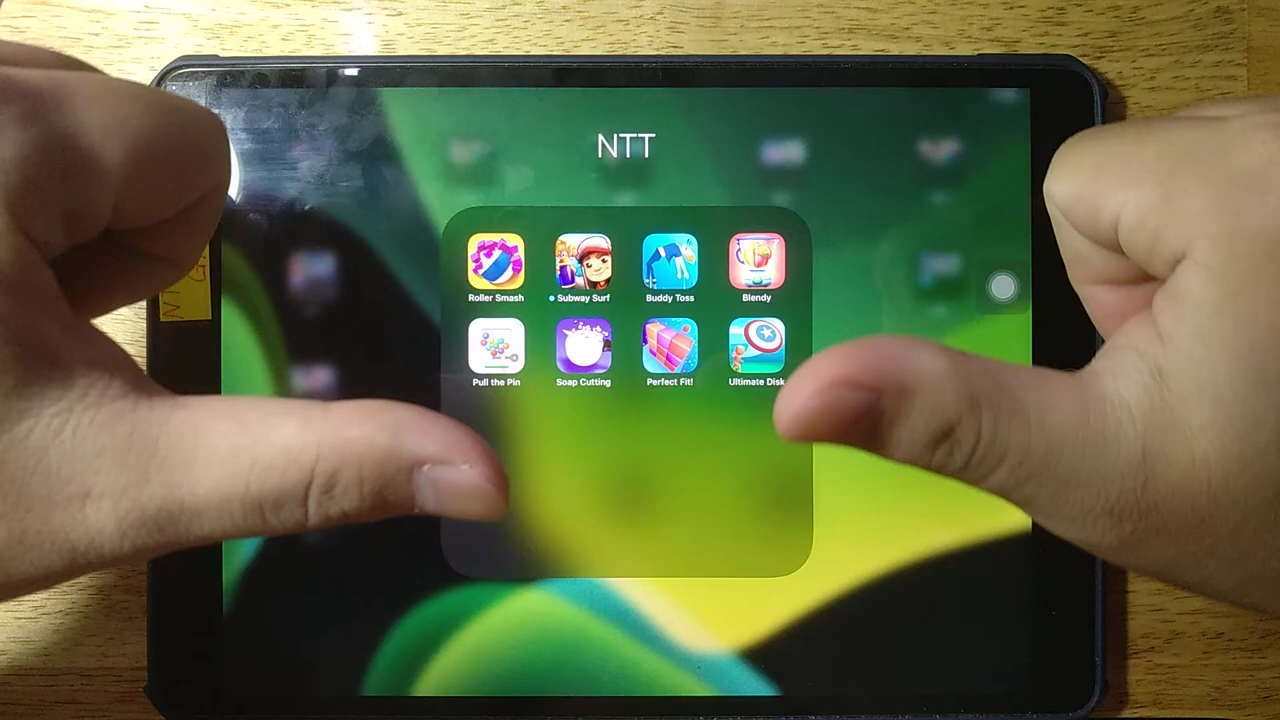 NTT
Roller Smash
Subway Surf
Buddy Toss
Blendy
Pull the Pin
Soap Cutting
Perfect Fit!
Ultimate Disk